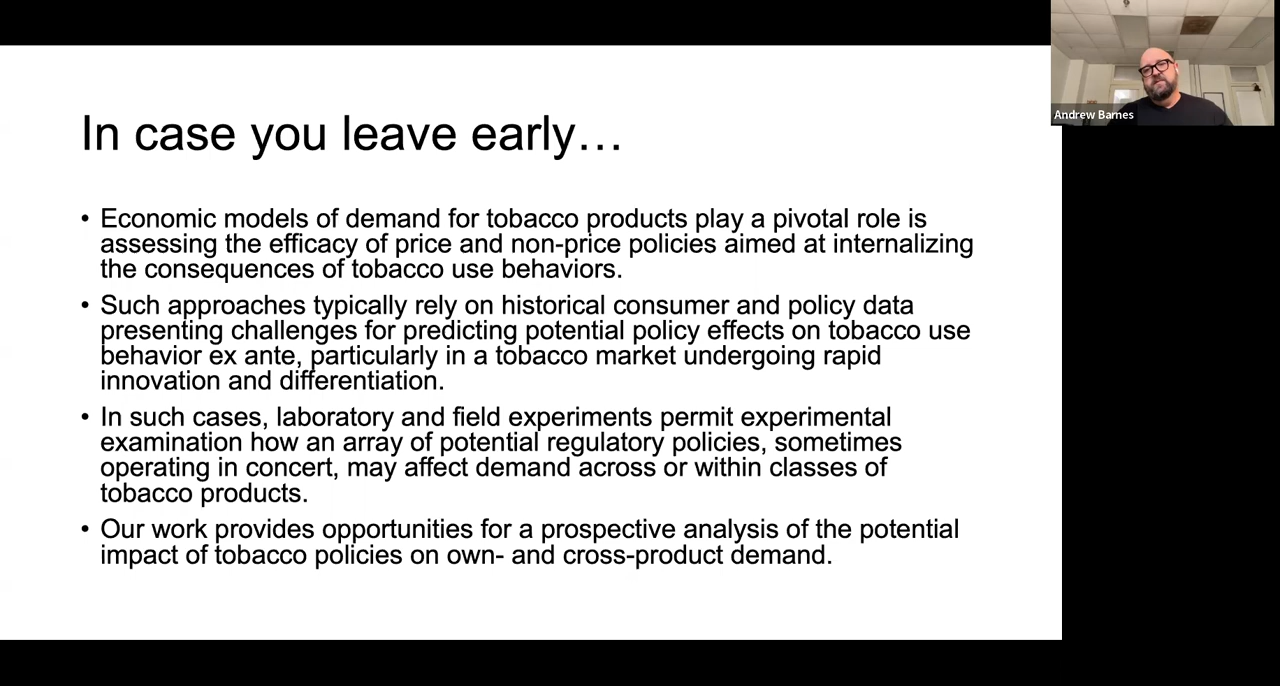 In case you leave early…
• Economic models of demand for tobacco products play a pivotal role is
assessing the efficacy of price and non-price policies aimed at internalizing
the consequences of tobacco use behaviors.
• Such approaches typically rely on historical consumer and policy data
presenting challenges for predicting potential policy effects on tobacco use
behavior ex ante, particularly in a tobacco market undergoing rapid
innovation and differentiation.
• In such cases, laboratory and field experiments permit experimental
examination how an array of potential regulatory policies, sometimes
operating in concert, may affect demand across or within classes of
tobacco products.
• Our work provides opportunities for a prospective analysis of the potential
impact of tobacco policies on own- and cross-product demand.
Andrew Barnes